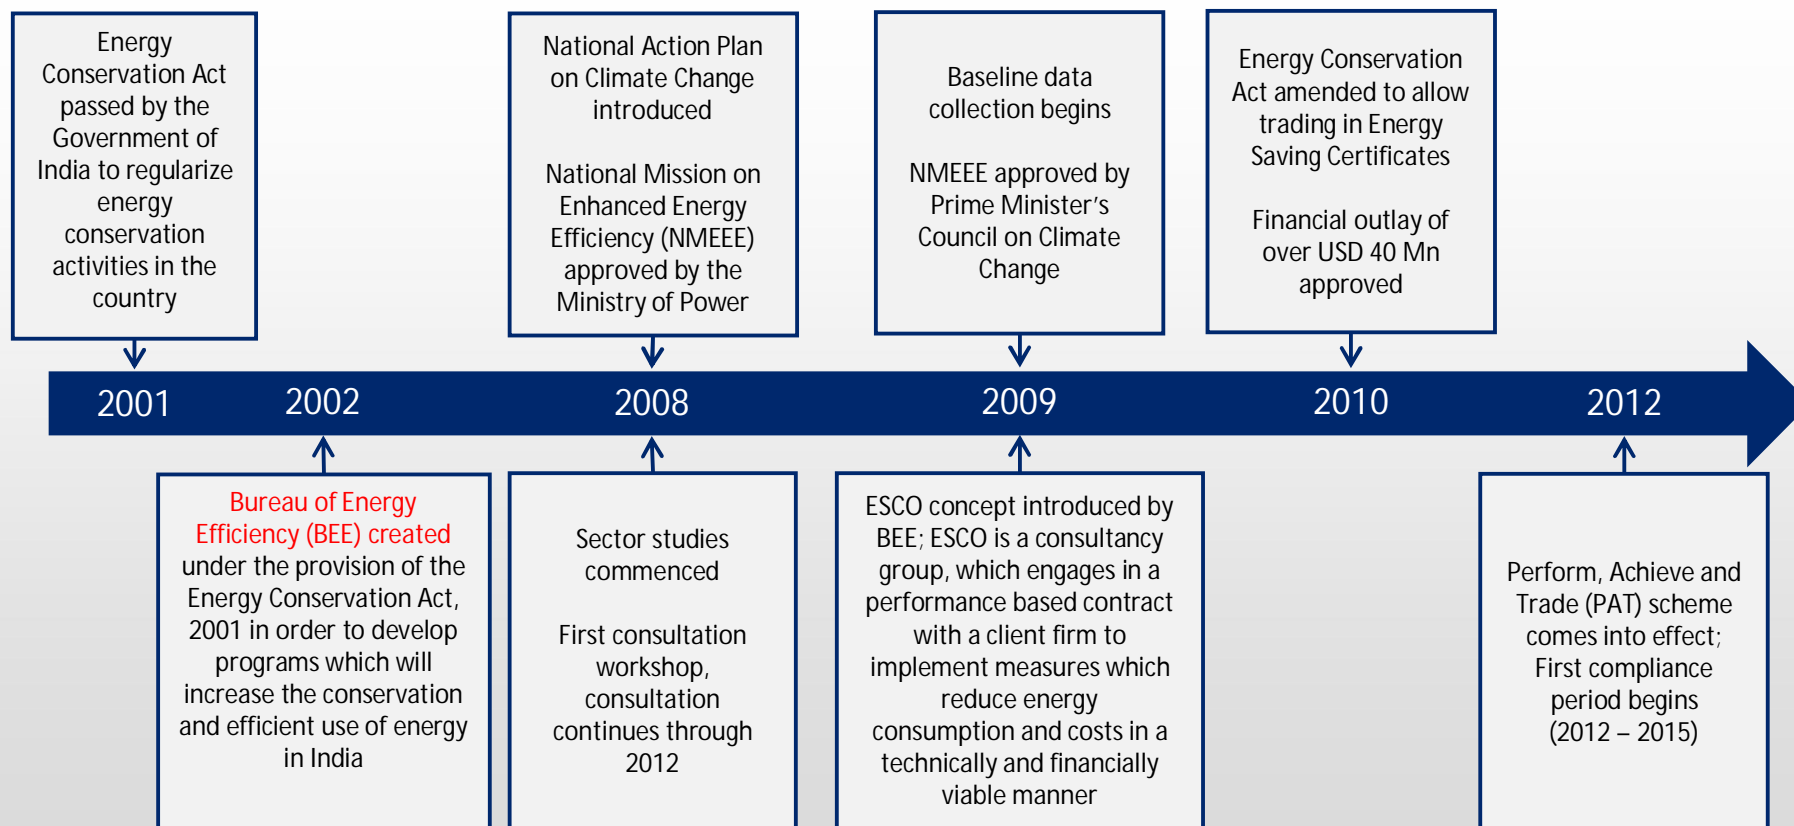 Energy
Conservation Act
passed by the
Government of
India to regularize
energy
conservation
activities in the
country
National Action Plan
on Climate Change
introduced
National Mission on
Enhanced Energy
Efficiency (NMEEE)
approved by the
Ministry of Power
Baseline data
collection begins
NMEEE approved by
Prime Minister's
Council on Climate
Change
Energy Conservation
Act amended to allow
trading in Energy
Saving Certificates
Financial outlay of
over USD 40 Mn
approved
2001 2002 2008 2009 2010 2012
Bureau of Energy
Efficiency (BEE) created
under the provision of the
Energy Conservation Act,
2001 in order to develop
programs which will
increase the conservation
and efficient use of energy
in India
Sector studies
commenced
First consultation
workshop,
consultation
continues through
2012
ESCO concept introduced by
BEE; ESCO is a consultancy
group, which engages in a
performance based contract
with a client firm to
implement measures which
reduce energy
consumption and costs in a
technically and financially
viable manner
Perform, Achieve and
Trade (PAT) scheme
comes into effect;
First compliance
period begins
(2012 – 2015)